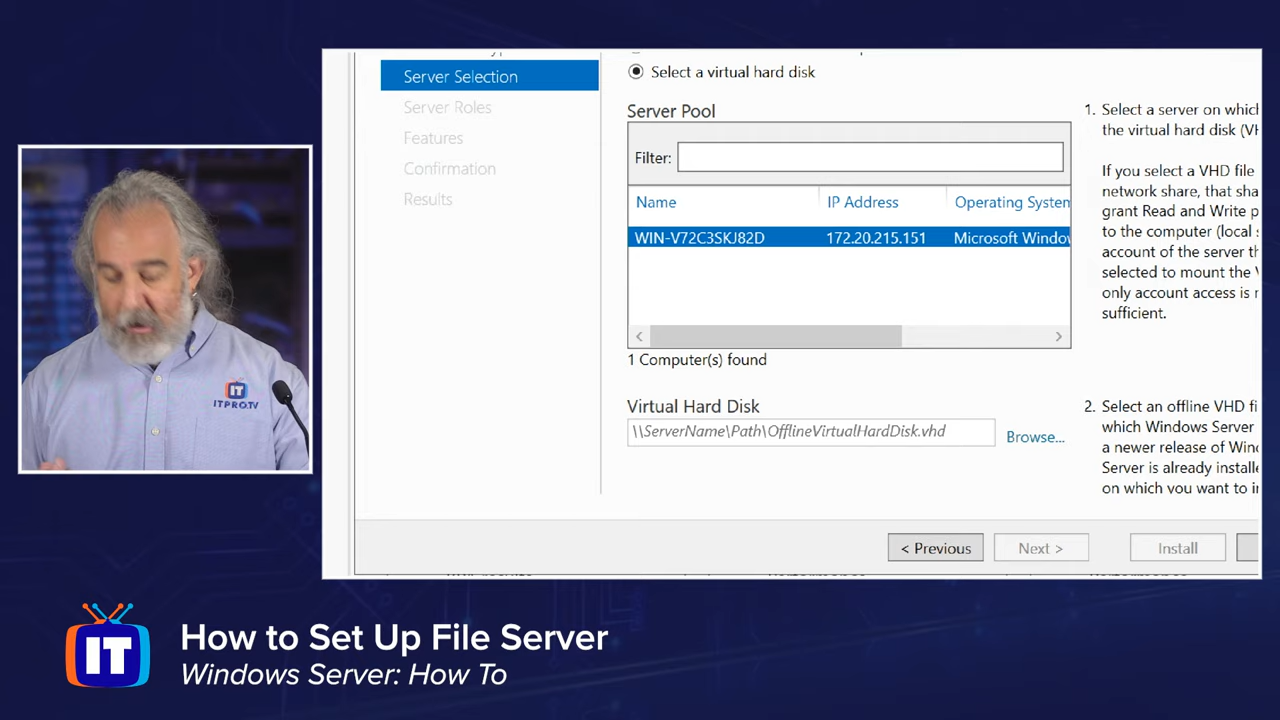 Server Selection
Server Roles
Features
Confirmation
Results
Select a virtual hard disk
Server Pool
Filter:
Name IP Address Operating System
WIN-V72C3SKJ82D 172.20.215.151 Microsoft Windo
1 Computer(s) found
Virtual Hard Disk
\\ServerName\Path\OfflineVirtualHardDisk.vhd
Browse...
1. Select a server on which
the virtual hard disk (VH
If you select a VHD file
network share, that sha
grant Read and Write p
to the computer (local s
account of the server th
selected to mount the V
only account access is n
sufficient.
2. Select an offline VHD fi
which Windows Server
a newer release of Wind
Server is already installe
on which you want to in
< Previous
Next >
Install
IT
ITPRO.TV
IT
How to Set Up File Server
Windows Server: How To